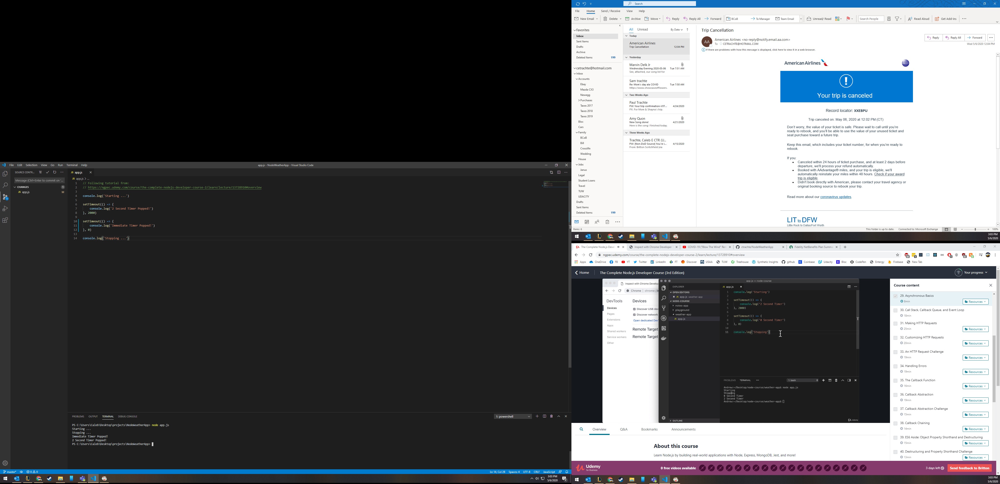 File Edit Selection View Go Run Terminal Help
app.js - NodeWeatherApp - Visual Studio Code
SOURCE CONTR...
Message (Ctrl+Enter to commit on '...
CHANGES 1
app.js M
app.js
app.js > ...
1 // Following tutorial from:
2 // https://ngpec.udemy.com/course/the-complete-nodejs-developer-course-2/learn/lecture/13728910#overview
3
4 console.log('Starting ...')
5
6 setTimeout(() => {
7 console.log('2 Second Timer Popped!')
8 }, 2000)
9
10 setTimeout(() => {
11 console.log('Immediate Timer Popped!')
12 }, 0)
13
14 console.log('Stopping ...')
PROBLEMS OUTPUT TERMINAL DEBUG CONSOLE
1: powershell
PS C:\Users\Caleb\Desktop\projects\NodeWeatherApp> node app.js
Starting ...
Stopping ...
Immediate Timer Popped!
2 Second Timer Popped!
PS C:\Users\Caleb\Desktop\projects\NodeWeatherApp>
master* 0 0
Ln 14, Col 28 Spaces: 4 UTF-8 CRLF JavaScript
3:03 PM
5/6/2020
Search
File Home Send / Receive View Help
New Email Delete Archive Move Reply Reply All Forward BCoB To Manager Team Email Unread/ Read Search People Read Aloud Get Add-ins
Favorites
Inbox
Sent Items
Drafts
Archive
Deleted Items 199
cetrachte@hotmail.com
Inbox
Accounts
Ebay
Mazda CX3
Newegg
Purchases
Taxes 2017
Taxes 2018
Taxes 2019
Bloc
Cars
Family
BCoB
Bill
Crosslife
Wedding
House
Jobs
Janus
Legal
Student Loans
Travel
TUW
UDACITY
Drafts
Sent Items
Deleted Items 199
Items: 6
All Unread By Date
Today
American Airlines
Trip Cancellation 12:04 PM
Yesterday
Marvin Delk Jr
Wednesday Evening 2020-05-06 Tue 7:51 AM
See, attached, our song list for
Sam trachte
Re: Mom's day ala COVID Tue 7:50 AM
https://www.showcaseofflowers.
Two Weeks Ago
Paul Trachte
FW: Your trip confirmation-VXT... 4/24/2020
FYI. For Mom & Shayna's trip.
Amy Quon
New Song done! 4/21/2020
Here is the song I finished today.
Three Weeks Ago
Trachte, Caleb E CTR (U...
FW: [Non-DoD Source] You're i... 4/15/2020
From: Britton Scritchfield (via
Trip Cancellation
AA
American Airlines <no-reply@notify.email.aa.com>
To CETRACHTE@HOTMAIL.COM
Reply Reply All Forward
Wed 5/6/2020 12:04 PM
If there are problems with how this message is displayed, click here to view it in a web browser.
American Airlines
Your trip is canceled
Record locator: XXEBPU
Trip canceled on: May 06, 2020 at 12:02 PM (CT)
Don't worry, the value of your ticket is safe. Please wait to call until you're
ready to rebook, and you'll be able to use the value of your unused ticket and
seat purchase toward a future trip.
Keep this email, which includes your ticket number, for when you're ready to
rebook.
If you:
• Canceled within 24 hours of ticket purchase, and at least 2 days before
departure, we'll process your refund automatically.
• Booked with AAdvantage® miles, and your trip is eligible, we'll
automatically reinstate your miles within 48 hours. Check if your award
trip is eligible.
• Didn't book directly with American, please contact your travel agency or
original booking source to rebook your trip.
Read more about our coronavirus updates.
LIT to DFW
Little Rock to Dallas/Fort Worth
This folder is up to date. Connected to: Microsoft Exchange 100%
3:03 PM
5/6/2020
The Complete Node.js Devel
Inspect with Chrome Developer
COVID-19 ("Blow The Wind" Rem
ctrachte/NodeWeatherApp
Fidelity NetBenefits Plan Summa
ngpec.udemy.com/course/the-complete-nodejs-developer-course-2/learn/lecture/13728910#overview
Apps OneDrive FB YT Twitter LinkedIn FT Discover USAA TUW Treehouse Synthetic Insights github Coinbase Udacity Bloc CodePen Entergy Firebase New Tab
Home The Complete Node.js Developer Course (3rd Edition) Your progress
Inspect with Chrome Develop
Chrome chrome://i
DevTools
Devices
Pages
Extensions
Apps
Shared workers
Service workers
Other
Devices
Discover USB dev
Discover network
Open dedicated Dev
Remote Target
Remote Target
app.js — node-course
EXPLORER
OPEN EDITORS
app.js weather-app
NODE-COURSE
notes-app
playground
weather-app
app.js
OUTLINE
app.js
1 console.log('Starting')
2
3 setTimeout(() => {
4 console.log('2 Second Timer')
5 }, 2000)
6
7 setTimeout(() => {
8 console.log('0 Second Timer')
9 }, 0)
10
11 console.log('Stopping')
PROBLEMS TERMINAL 1: bash
Andrew:~/Desktop/node-course/weather-app$ node app.js
Starting
Stopping
0 Second Timer
2 Second Timer
Andrew:~/Desktop/node-course/weather-app$
Udemy
Course content
29. Asynchronous Basics
8min Resources
30. Call Stack, Callback Queue, and Event Loop
18min
31. Making HTTP Requests
25min Resources
32. Customizing HTTP Requests
20min Resources
33. An HTTP Request Challenge
19min Resources
34. Handling Errors
19min Resources
35. The Callback Function
16min Resources
36. Callback Abstraction
19min Resources
37. Callback Abstraction Challenge
15min Resources
38. Callback Chaining
14min Resources
39. ES6 Aside: Object Property Shorthand and Destructuring
15min Resources
40. Destructuring and Property Shorthand Challenge
13min Resources
Overview Q&A Bookmarks Announcements
About this course
Learn Node.js by building real-world applications with Node, Express, MongoDB, Jest, and more!
Udemy
for Business
0 free videos available
3 days left
Send feedback to Britton
3:03 PM
5/6/2020